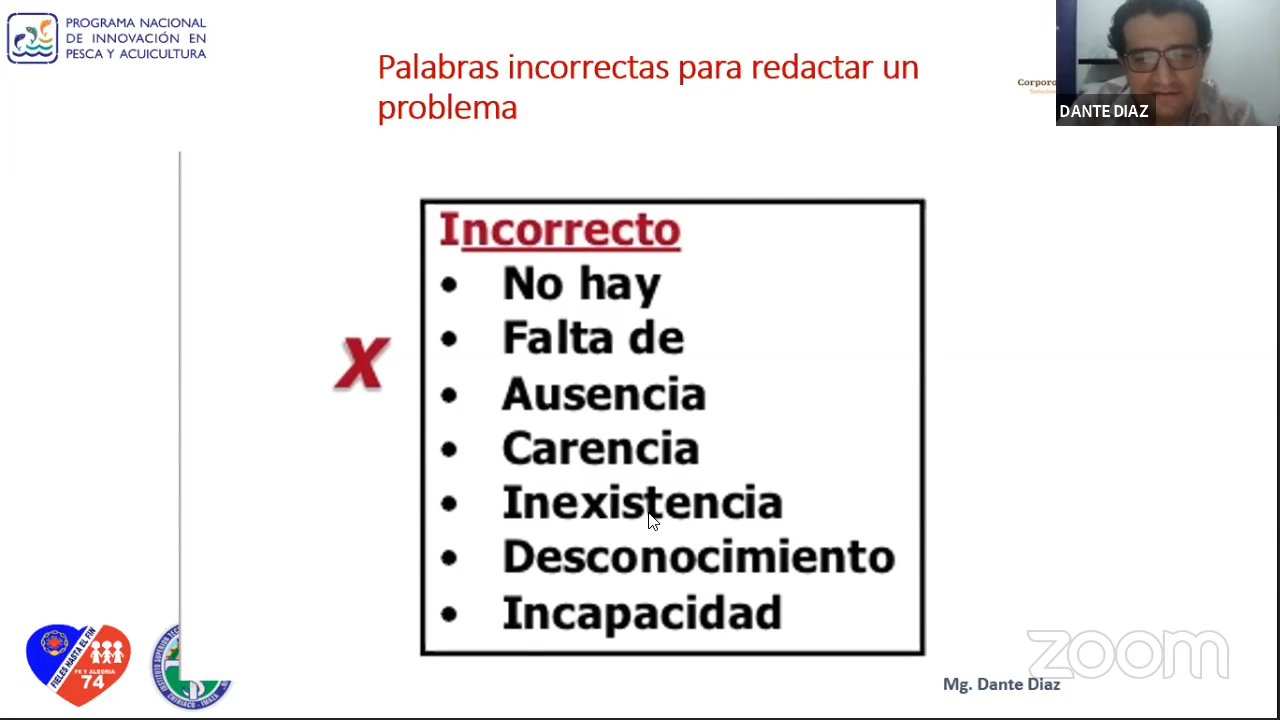 PROGRAMA NACIONAL
DE INNOVACIÓN EN
PESCA Y ACUICULTURA
Palabras incorrectas para redactar un
problema
DANTE DIAZ
Incorrecto
• No hay
• Falta de
• Ausencia
• Carencia
• Inexistencia
• Desconocimiento
• Incapacidad
X
FIELES HASTA EL FIN
FE Y ALEGRIA
74
zoom
Mg. Dante Diaz